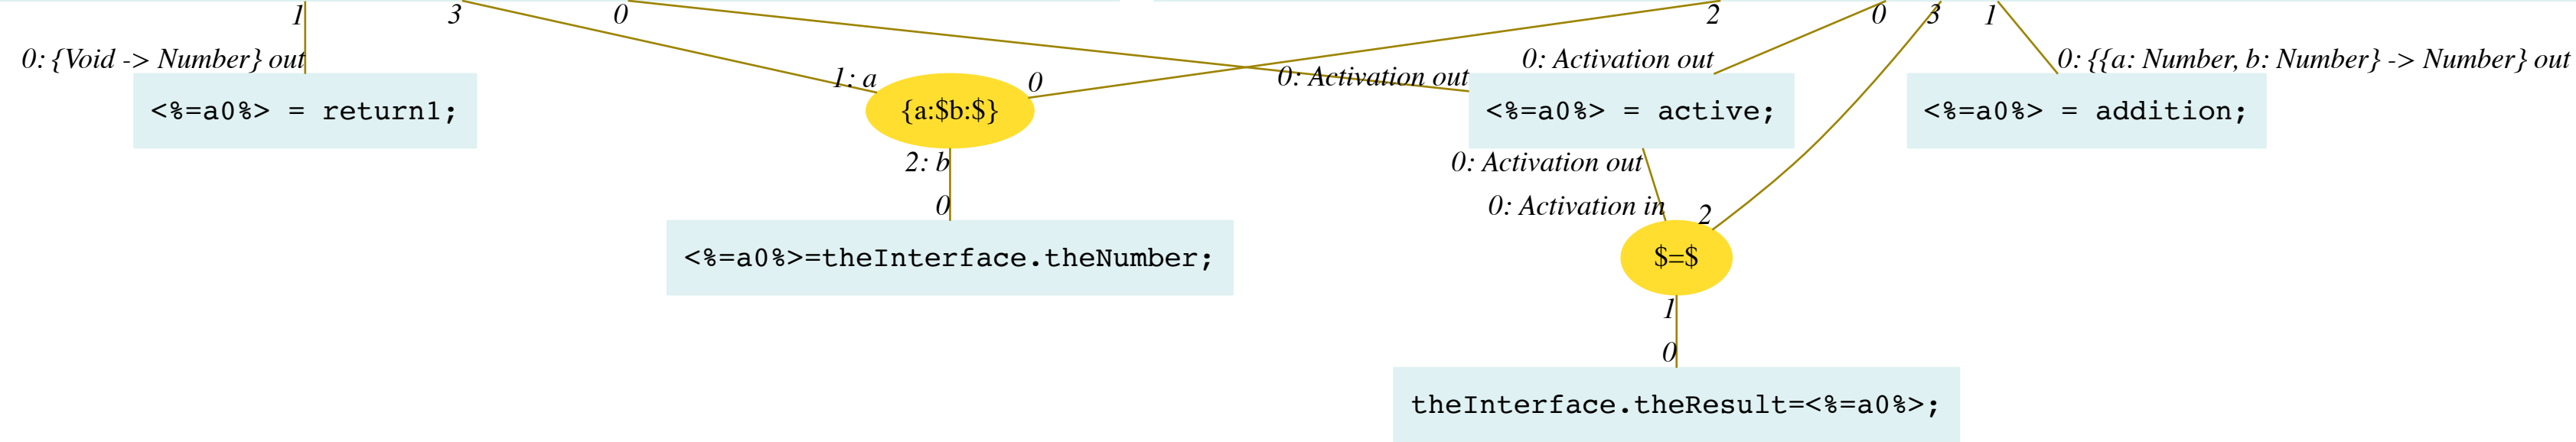 1 3 0 2 0 3 1
0: {Void -> Number} out 0: Activation out 0: {{a: Number, b: Number} -> Number} out
1: a 0 0: Activation out
<%=a0%> = return1; {a:$b:$} <%=a0%> = active; <%=a0%> = addition;
2: b 0: Activation out
0 0: Activation in 2
<%=a0%>=theInterface.theNumber; $=$
1
0
theInterface.theResult=<%=a0%>;